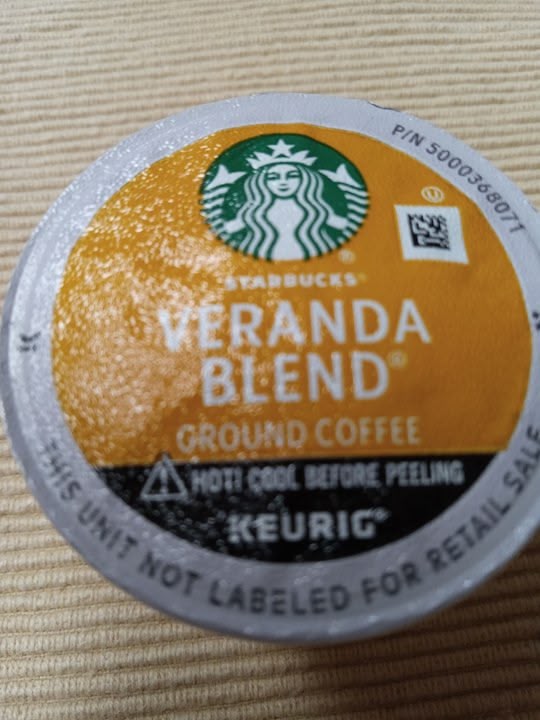 P/N 5000368071
U
STARBUCKS®
VERANDA
BLEND®
GROUND COFFEE
HOT! COOL BEFORE PEELING
KEURIG®
THIS UNIT NOT LABELED FOR RETAIL SALE